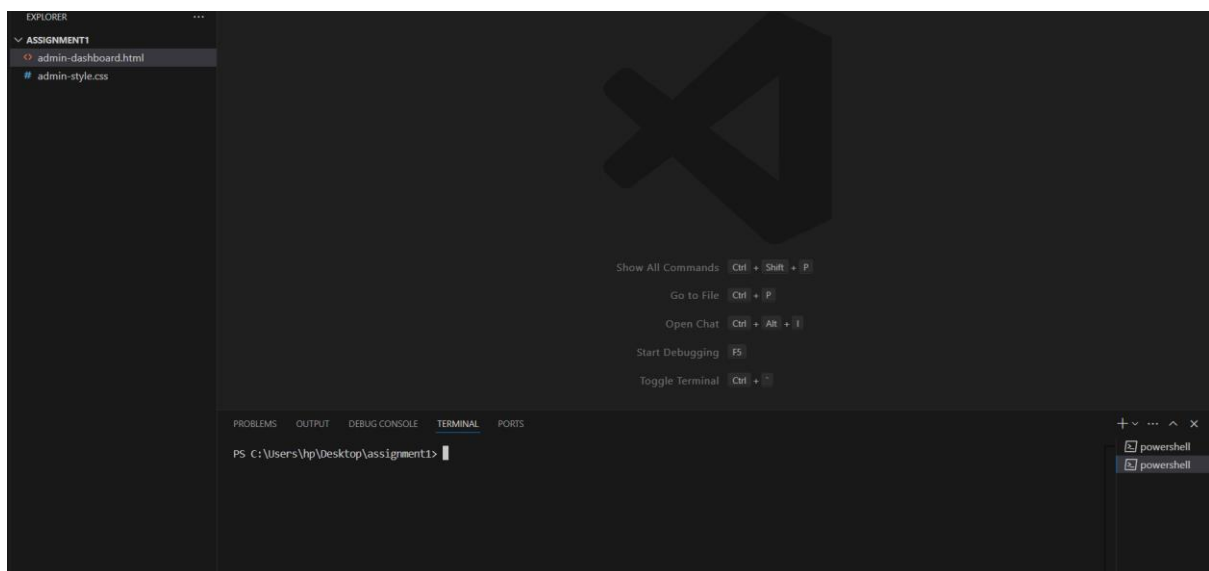 EXPLORER ...
ASSIGNMENT1
<> admin-dashboard.html
# admin-style.css
Show All Commands Ctrl + Shift + P
Go to File Ctrl + P
Open Chat Ctrl + Alt + I
Start Debugging F5
Toggle Terminal Ctrl + `
PROBLEMS OUTPUT DEBUG CONSOLE TERMINAL PORTS
PS C:\Users\hp\Desktop\assignment1>
powershell
powershell